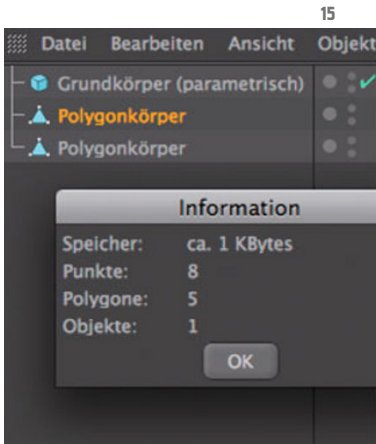 15
Datei Bearbeiten Ansicht Objekt
Grundkörper (parametrisch)
Polygonkörper
Polygonkörper
Information
Speicher: ca. 1 KBytes
Punkte: 8
Polygone: 5
Objekte: 1
OK